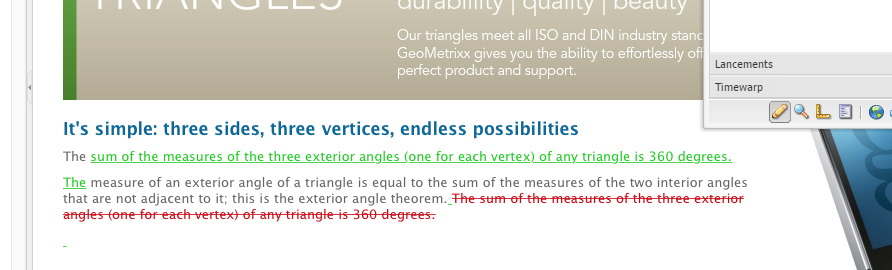 TRIANGLES
durability | quality | beauty
Our triangles meet all ISO and DIN industry
GeoMetrixx gives you the ability to effortlessly
perfect product and support.
Lancements
Timewarp
It's simple: three sides, three vertices, endless possibilities
The sum of the measures of the three exterior angles (one for each vertex) of any triangle is 360 degrees.
The measure of an exterior angle of a triangle is equal to the sum of the measures of the two interior angles
that are not adjacent to it; this is the exterior angle theorem. The sum of the measures of the three exterior
angles (one for each vertex) of any triangle is 360 degrees.